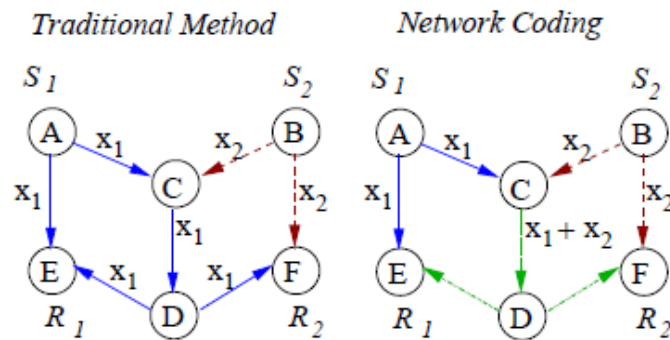 Traditional Method
Network Coding
S1
S2
S1
S2
A
B
A
B
x1
x2
x1
x2
C
C
x1
x2
x1
x2
x1
x1 + x2
E
x1
x1
F
E
F
R1
D
R2
R1
D
R2